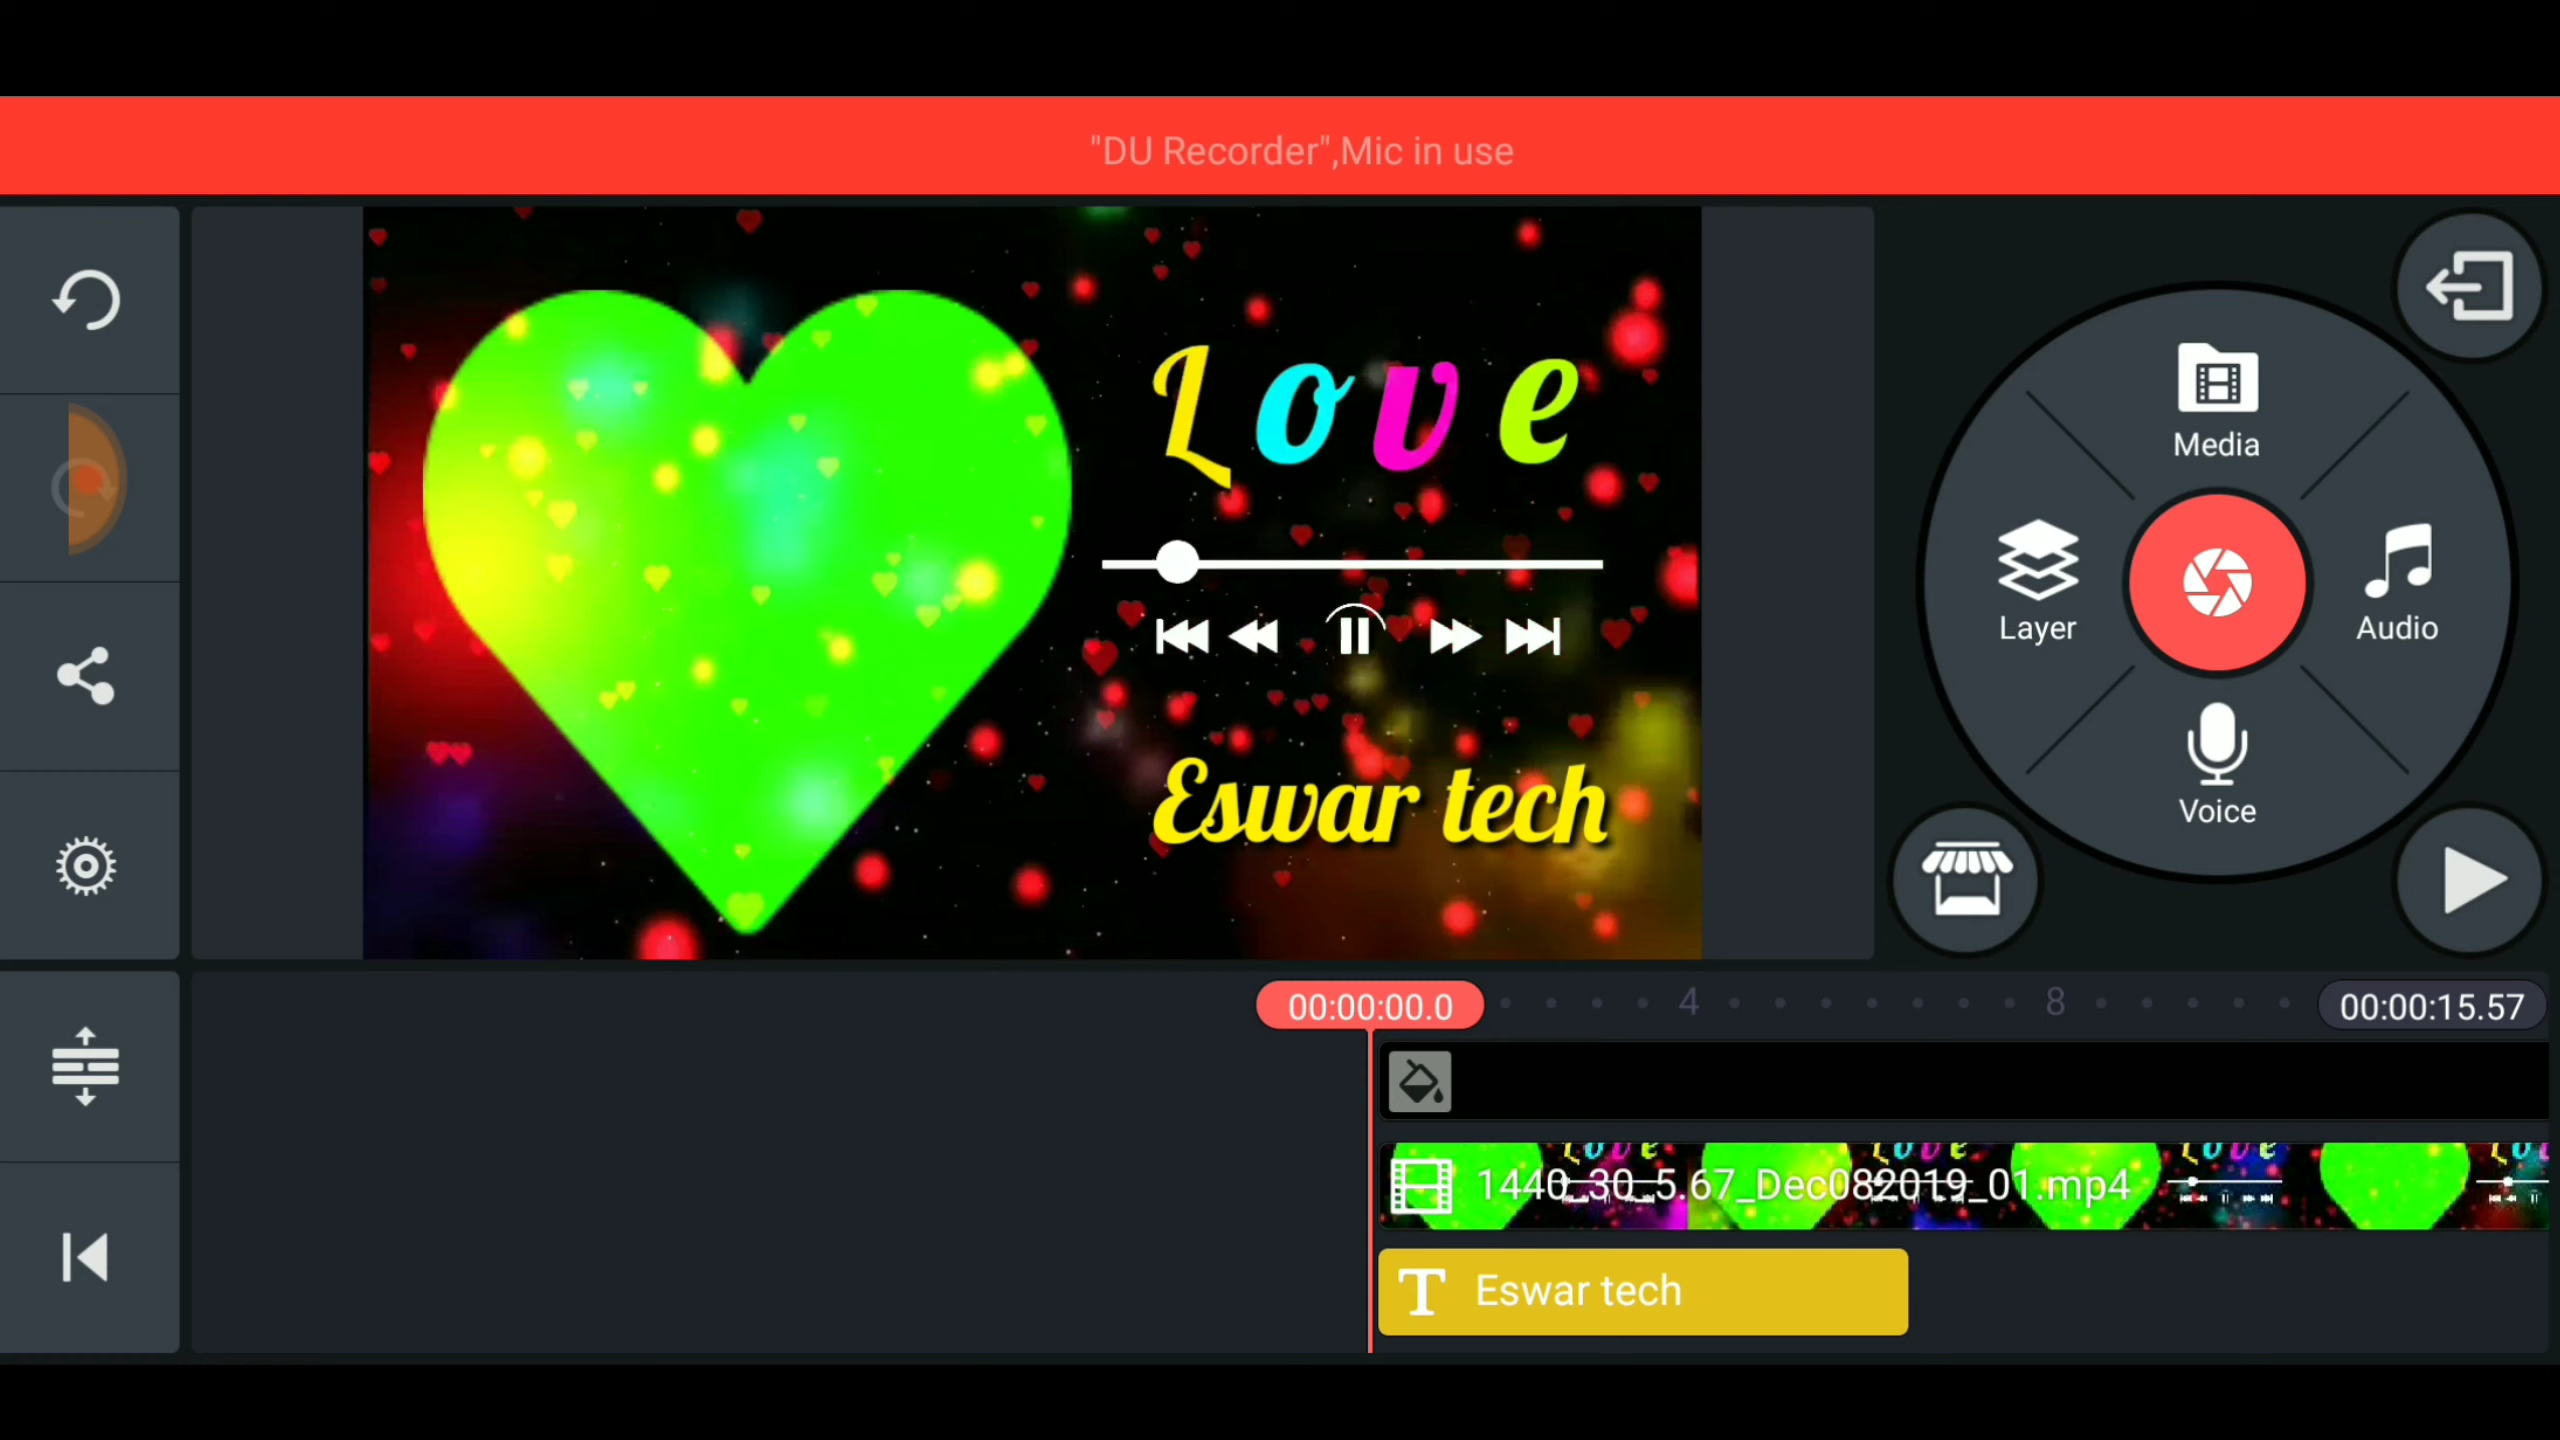 "DU Recorder",Mic in use
Love
Eswar tech
Media
Layer
Audio
Voice
00:00:00.0
4
8
00:00:15.57
1440_30_5.67_Dec082019_01.mp4
T Eswar tech